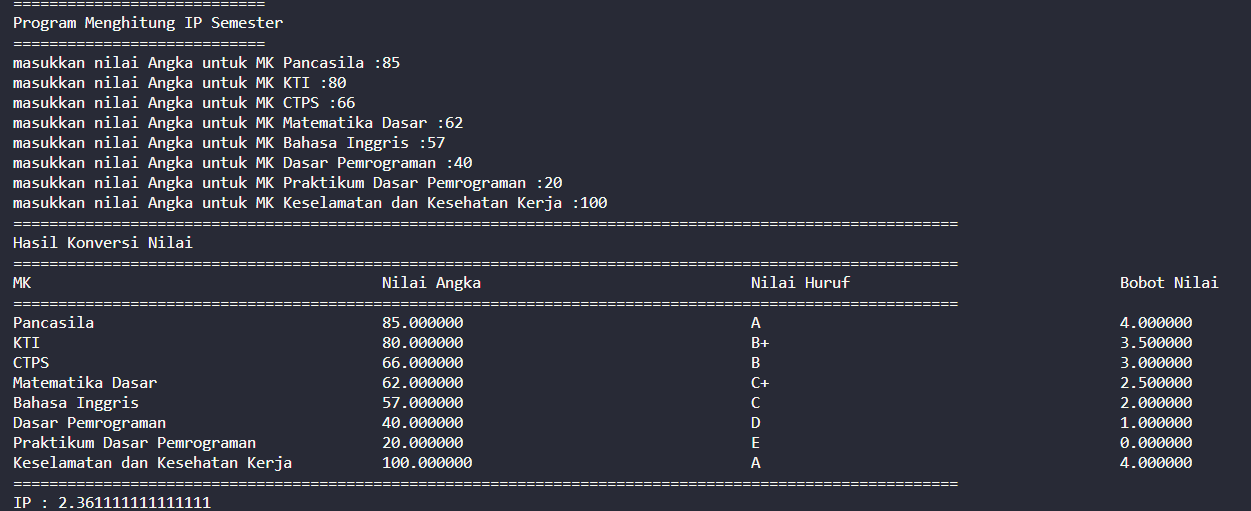 ============================
Program Menghitung IP Semester
============================
masukkan nilai Angka untuk MK Pancasila :85
masukkan nilai Angka untuk MK KTI :80
masukkan nilai Angka untuk MK CTPS :66
masukkan nilai Angka untuk MK Matematika Dasar :62
masukkan nilai Angka untuk MK Bahasa Inggris :57
masukkan nilai Angka untuk MK Dasar Pemrograman :40
masukkan nilai Angka untuk MK Praktikum Dasar Pemrograman :20
masukkan nilai Angka untuk MK Keselamatan dan Kesehatan Kerja :100
=========================================================================================================
Hasil Konversi Nilai
=========================================================================================================
MK Nilai Angka Nilai Huruf Bobot Nilai
=========================================================================================================
Pancasila 85.000000 A 4.000000
KTI 80.000000 B+ 3.500000
CTPS 66.000000 B 3.000000
Matematika Dasar 62.000000 C+ 2.500000
Bahasa Inggris 57.000000 C 2.000000
Dasar Pemrograman 40.000000 D 1.000000
Praktikum Dasar Pemrograman 20.000000 E 0.000000
Keselamatan dan Kesehatan Kerja 100.000000 A 4.000000
=========================================================================================================
IP : 2.361111111111111